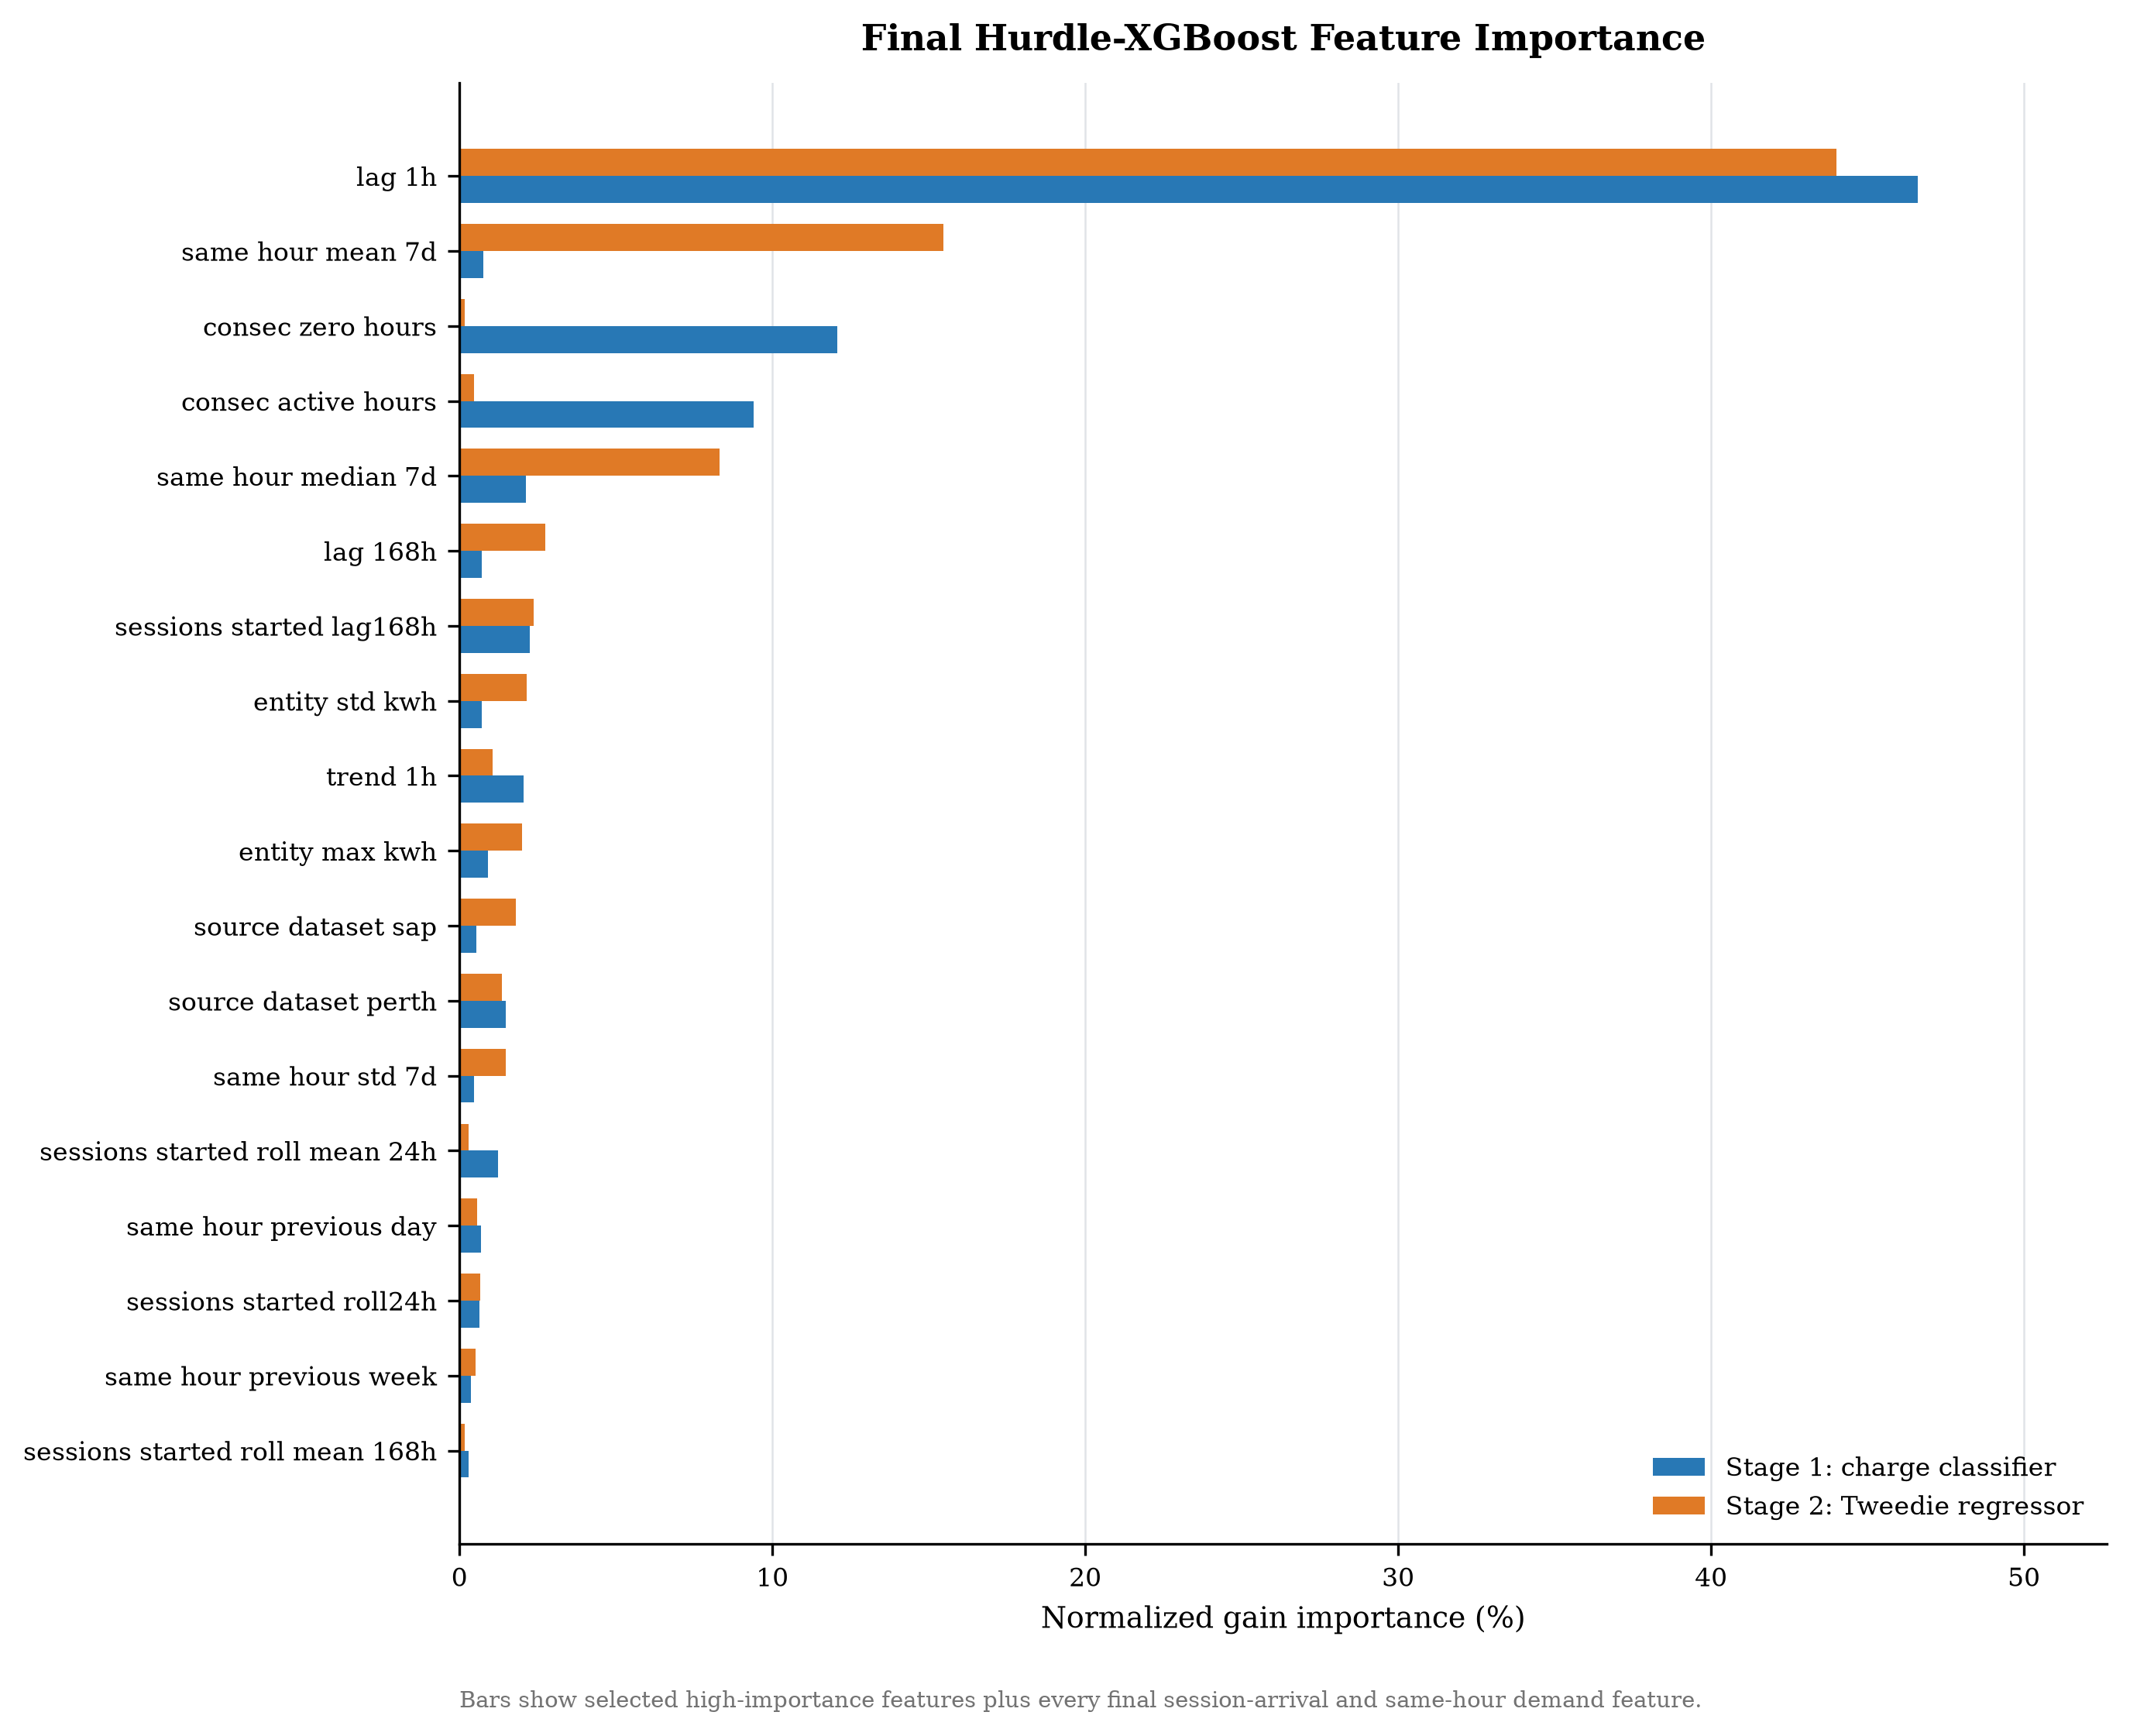 Final Hurdle-XGBoost Feature Importance
lag 1h
same hour mean 7d
consec zero hours
consec active hours
same hour median 7d
lag 168h
sessions started lag168h
entity std kwh
trend 1h
entity max kwh
source dataset sap
source dataset perth
same hour std 7d
sessions started roll mean 24h
same hour previous day
sessions started roll24h
same hour previous week
sessions started roll mean 168h
Stage 1: charge classifier
Stage 2: Tweedie regressor
0 10 20 30 40 50
Normalized gain importance (%)
Bars show selected high-importance features plus every final session-arrival and same-hour demand feature.